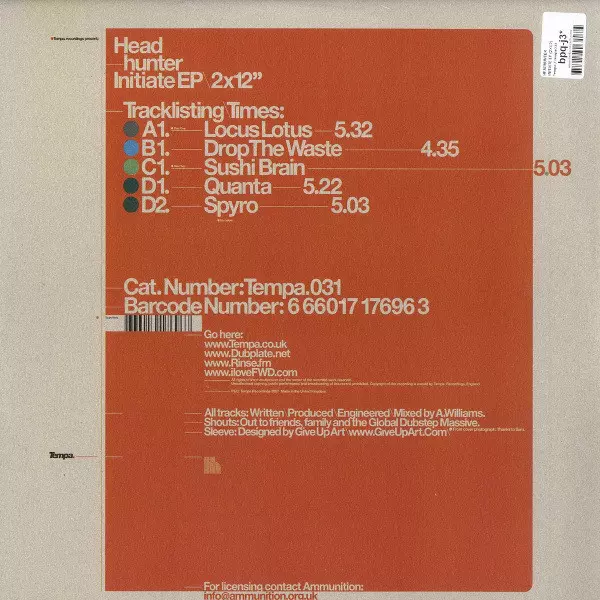 Tempa recordings presents
Head
hunter
Initiate EP \ 2x12"
Tracklisting\Times:
A1. Locus Lotus 5.32
B1. Drop The Waste 4.35
C1. Sushi Brain 5.03
D1. Quanta 5.22
D2. Spyro 5.03
Cat. Number: Tempa.031
Barcode Number: 6 66017 17696 3
Go here:
www.Tempa.co.uk
www.Dubplate.net
www.Rinse.fm
www.iloveFWD.com
All tracks: Written \ Produced \ Engineered \ Mixed by A.Williams.
Shouts: Out to friends, family and the Global Dubstep Massive.
Sleeve: Designed by Give Up Art \ www.GiveUpArt.Com
Tempa.
For licensing contact Ammunition:
info@ammunition.org.uk